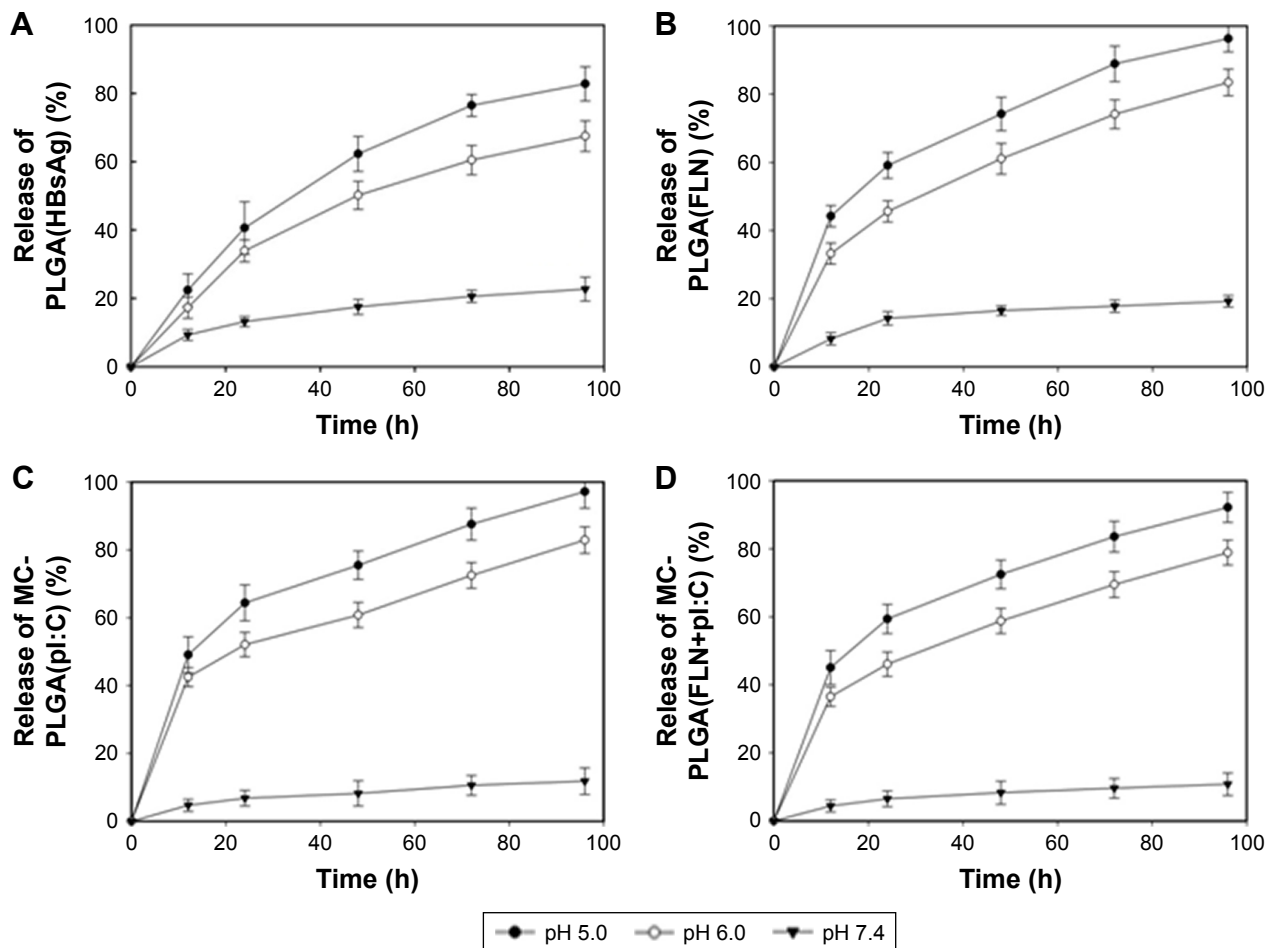 A
Release of
PLGA(HBsAg) (%)
100
80
60
40
20
0
0 20 40 60 80 100
Time (h)
B
Release of
PLGA(FLN) (%)
100
80
60
40
20
0
0 20 40 60 80 100
Time (h)
C
Release of MC-
PLGA(pI:C) (%)
100
80
60
40
20
0
0 20 40 60 80 100
Time (h)
D
Release of MC-
PLGA(FLN+pI:C) (%)
100
80
60
40
20
0
0 20 40 60 80 100
Time (h)
pH 5.0 pH 6.0 pH 7.4